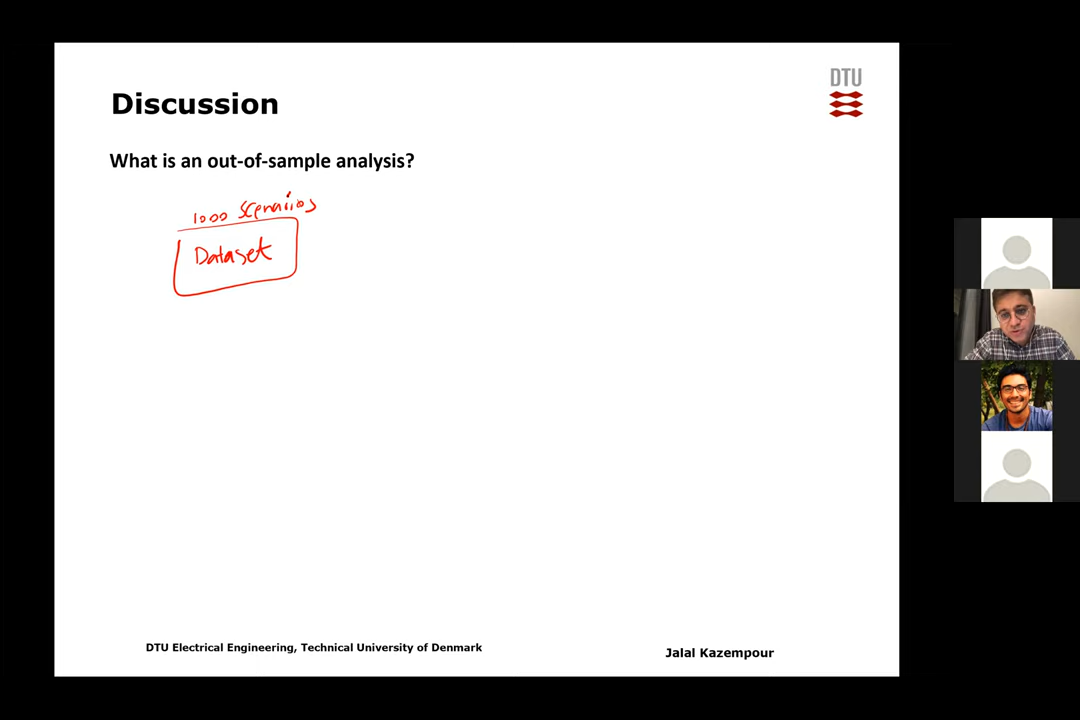 DTU
Discussion
What is an out-of-sample analysis?
1000 Scenarios
Dataset
DTU Electrical Engineering, Technical University of Denmark
Jalal Kazempour